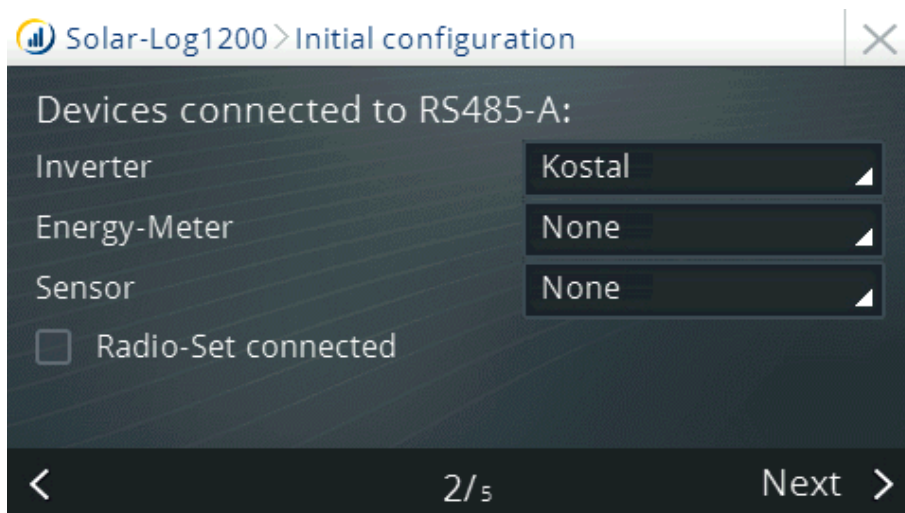 Solar-Log1200 > Initial configuration
Devices connected to RS485-A:
Inverter Kostal
Energy-Meter None
Sensor None
Radio-Set connected
< 2/5 Next >